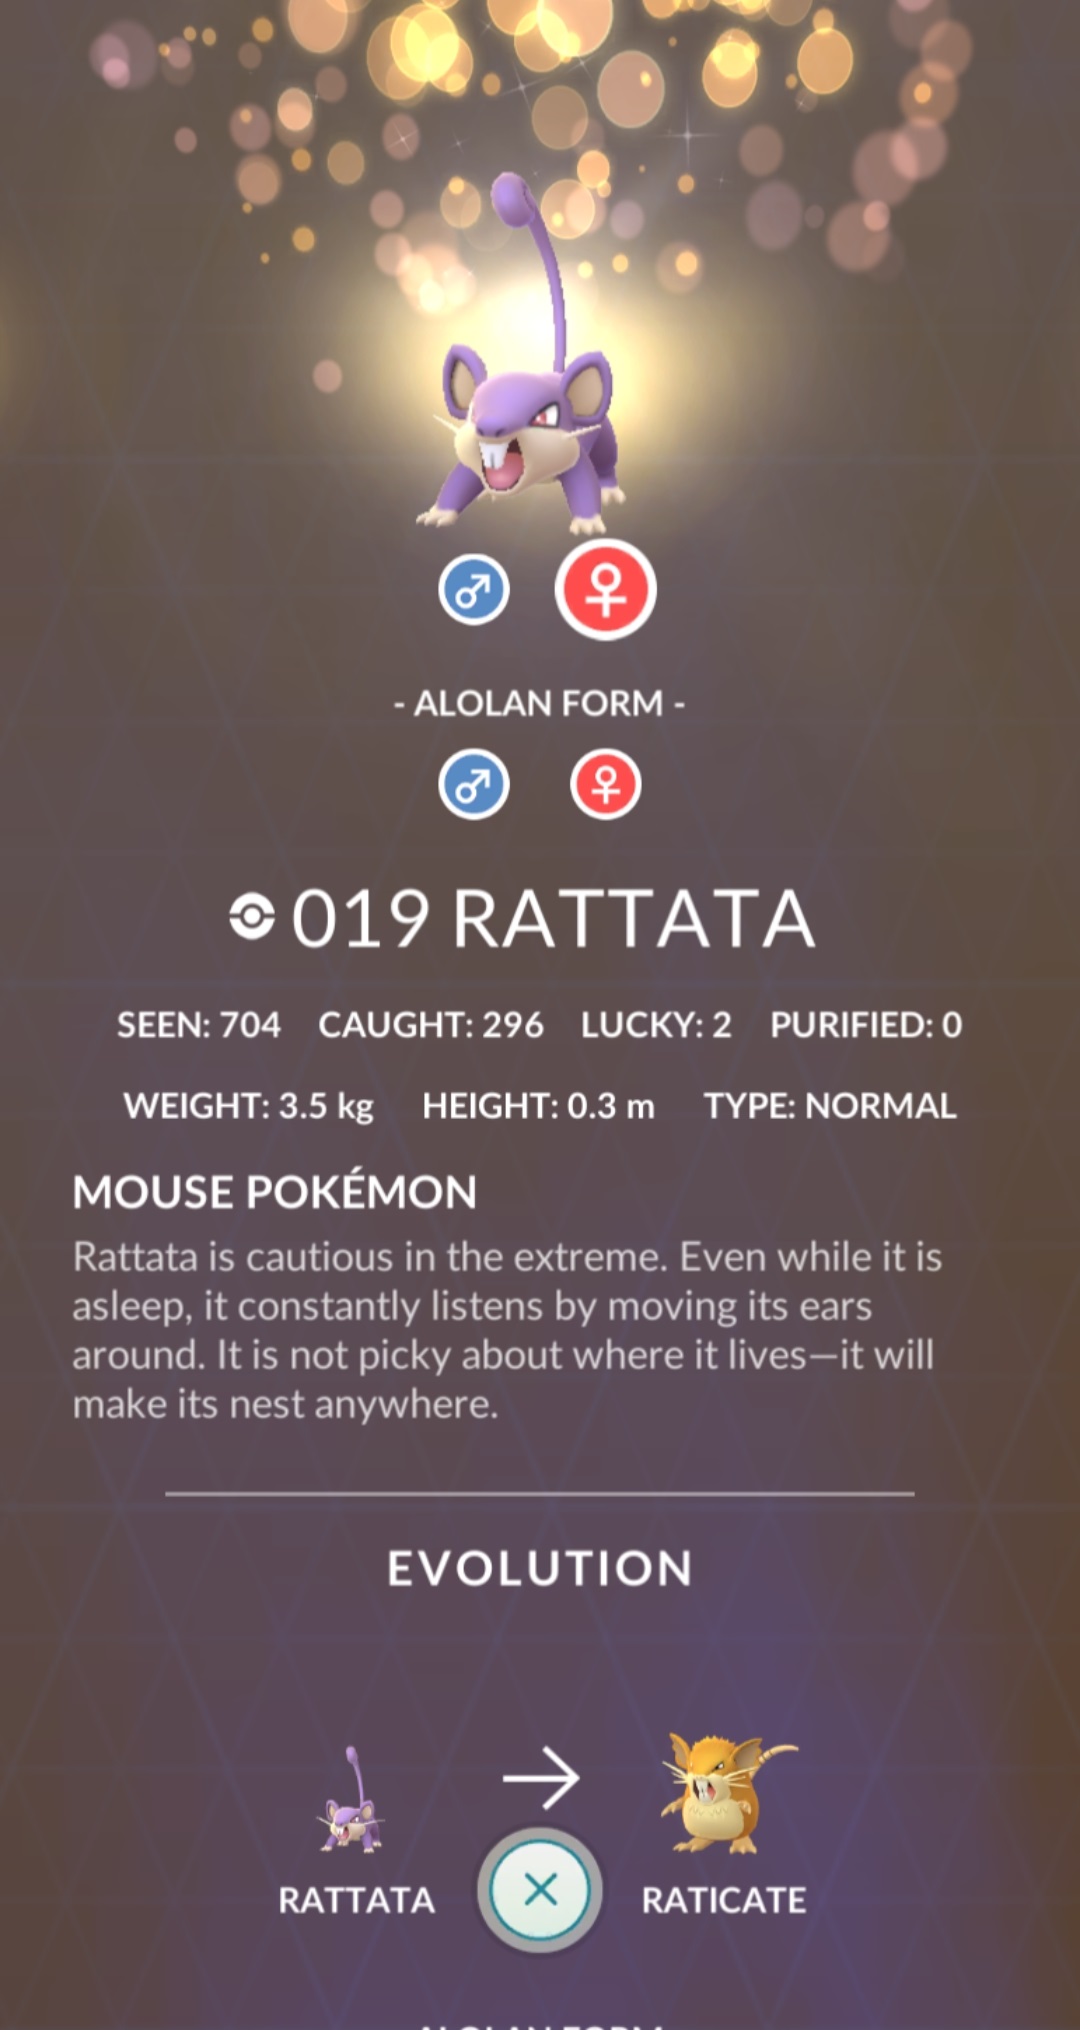 - ALOLAN FORM -
019 RATTATA
SEEN: 704 CAUGHT: 296 LUCKY: 2 PURIFIED: 0
WEIGHT: 3.5 kg HEIGHT: 0.3 m TYPE: NORMAL
MOUSE POKÉMON
Rattata is cautious in the extreme. Even while it is
asleep, it constantly listens by moving its ears
around. It is not picky about where it lives—it will
make its nest anywhere.
EVOLUTION
RATTATA RATICATE
ALOLAN FORM